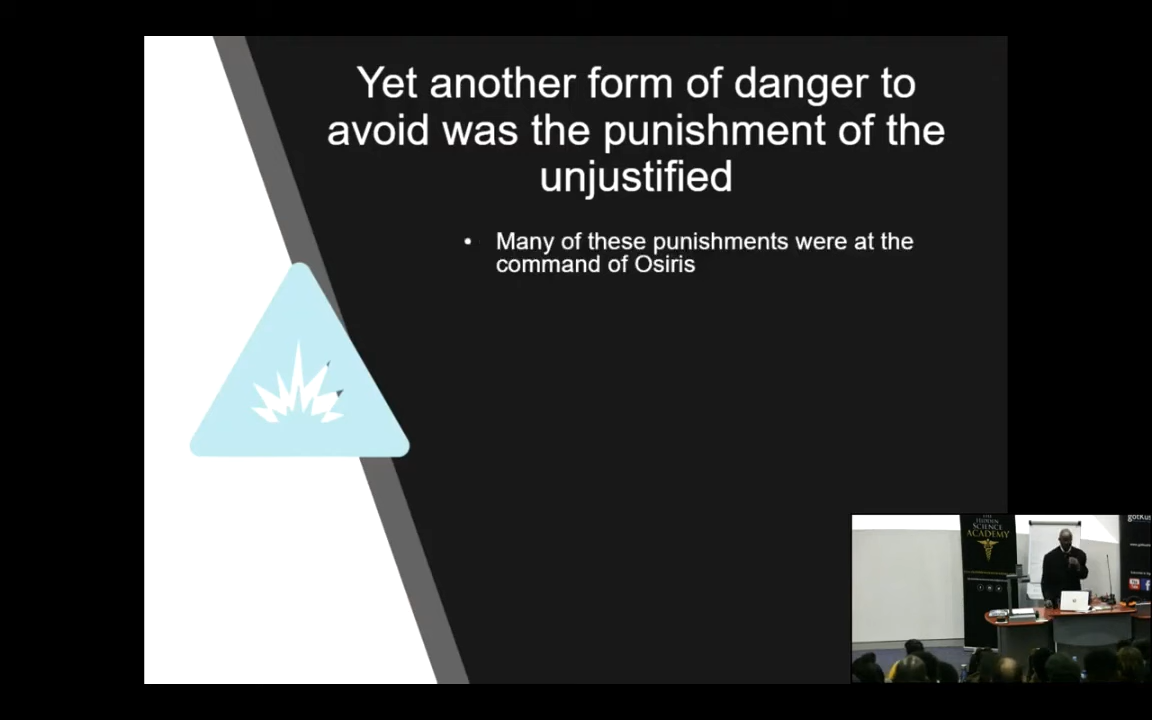 Yet another form of danger to
avoid was the punishment of the
unjustified
• Many of these punishments were at the
command of Osiris
THE
HIDDEN
SCIENCE
ACADEMY